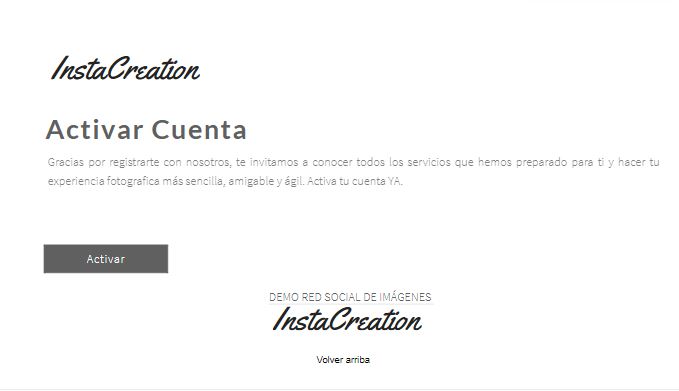 InstaCreation
Activar Cuenta
Gracias por registrarte con nosotros, te invitamos a conocer todos los servicios que hemos preparado para ti y hacer tu
experiencia fotografica más sencilla, amigable y ágil. Activa tu cuenta YA.
Activar
DEMO RED SOCIAL DE IMÁGENES
InstaCreation
Volver arriba